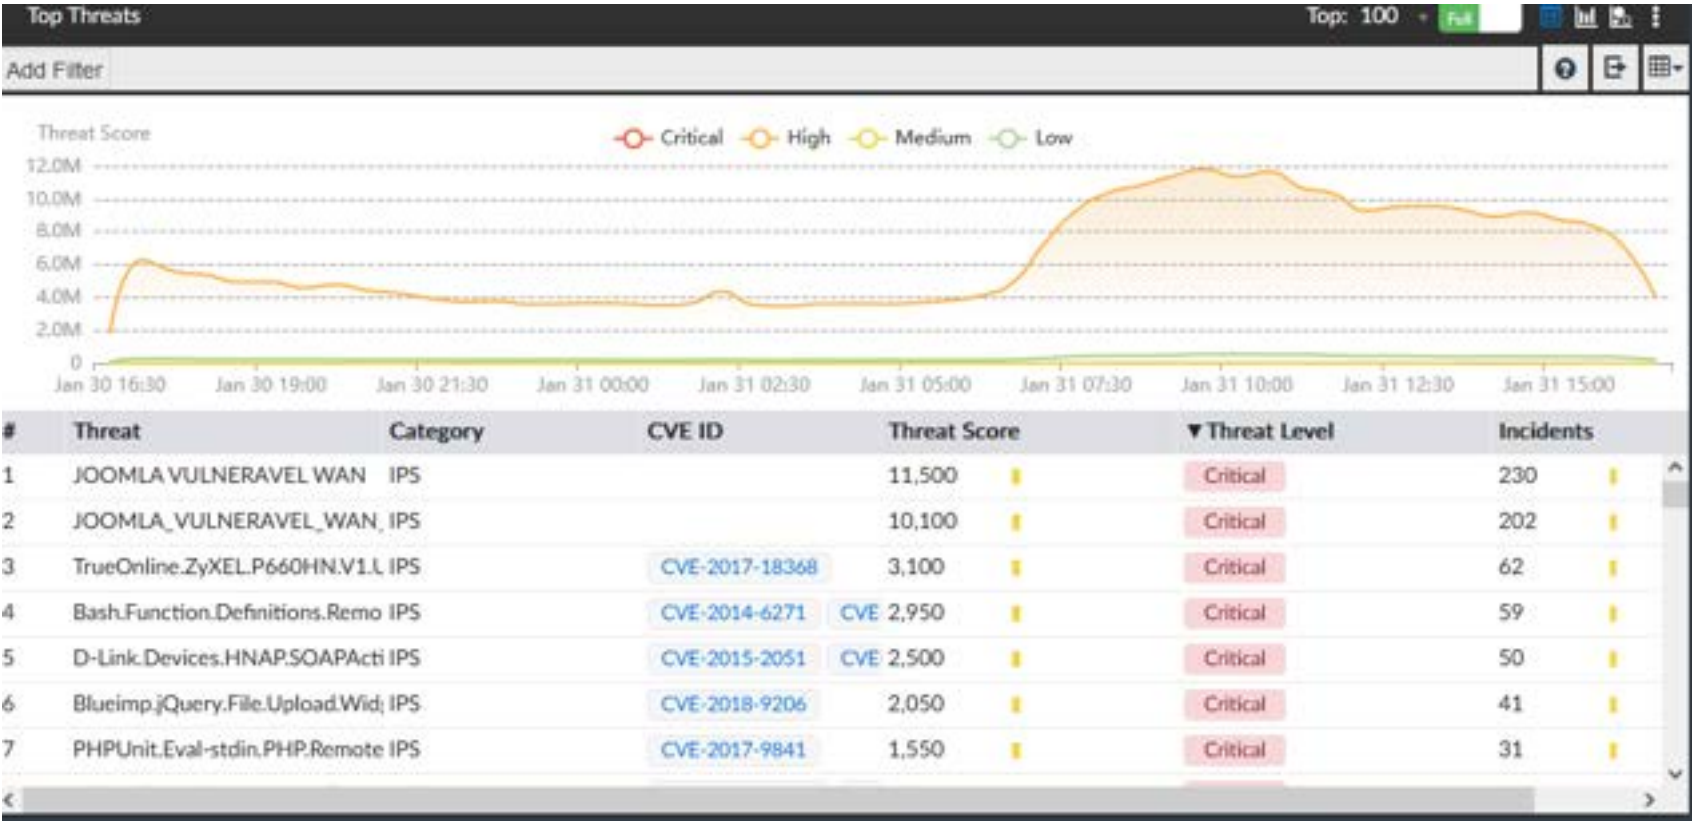 Top Threats
Top: 100
Full
Add Filter
Threat Score
Critical High Medium Low
12.0M
10.0M
8.0M
6.0M
4.0M
2.0M
0
Jan 30 16:30 Jan 30 19:00 Jan 30 21:30 Jan 31 00:00 Jan 31 02:30 Jan 31 05:00 Jan 31 07:30 Jan 31 10:00 Jan 31 12:30 Jan 31 15:00
# Threat Category CVE ID Threat Score ▼ Threat Level Incidents
1 JOOMLA VULNERAVEL WAN IPS 11,500 Critical 230
2 JOOMLA_VULNERAVEL_WAN_ IPS 10,100 Critical 202
3 TrueOnline.ZyXEL.P660HN.V1.U IPS CVE-2017-18368 3,100 Critical 62
4 Bash.Function.Definitions.Remo IPS CVE-2014-6271 CVE 2,950 Critical 59
5 D-Link.Devices.HNAP.SOAPActi IPS CVE-2015-2051 CVE 2,500 Critical 50
6 Blueimp.jQuery.File.Upload.Wid IPS CVE-2018-9206 2,050 Critical 41
7 PHPUnit.Eval-stdin.PHP.Remote IPS CVE-2017-9841 1,550 Critical 31